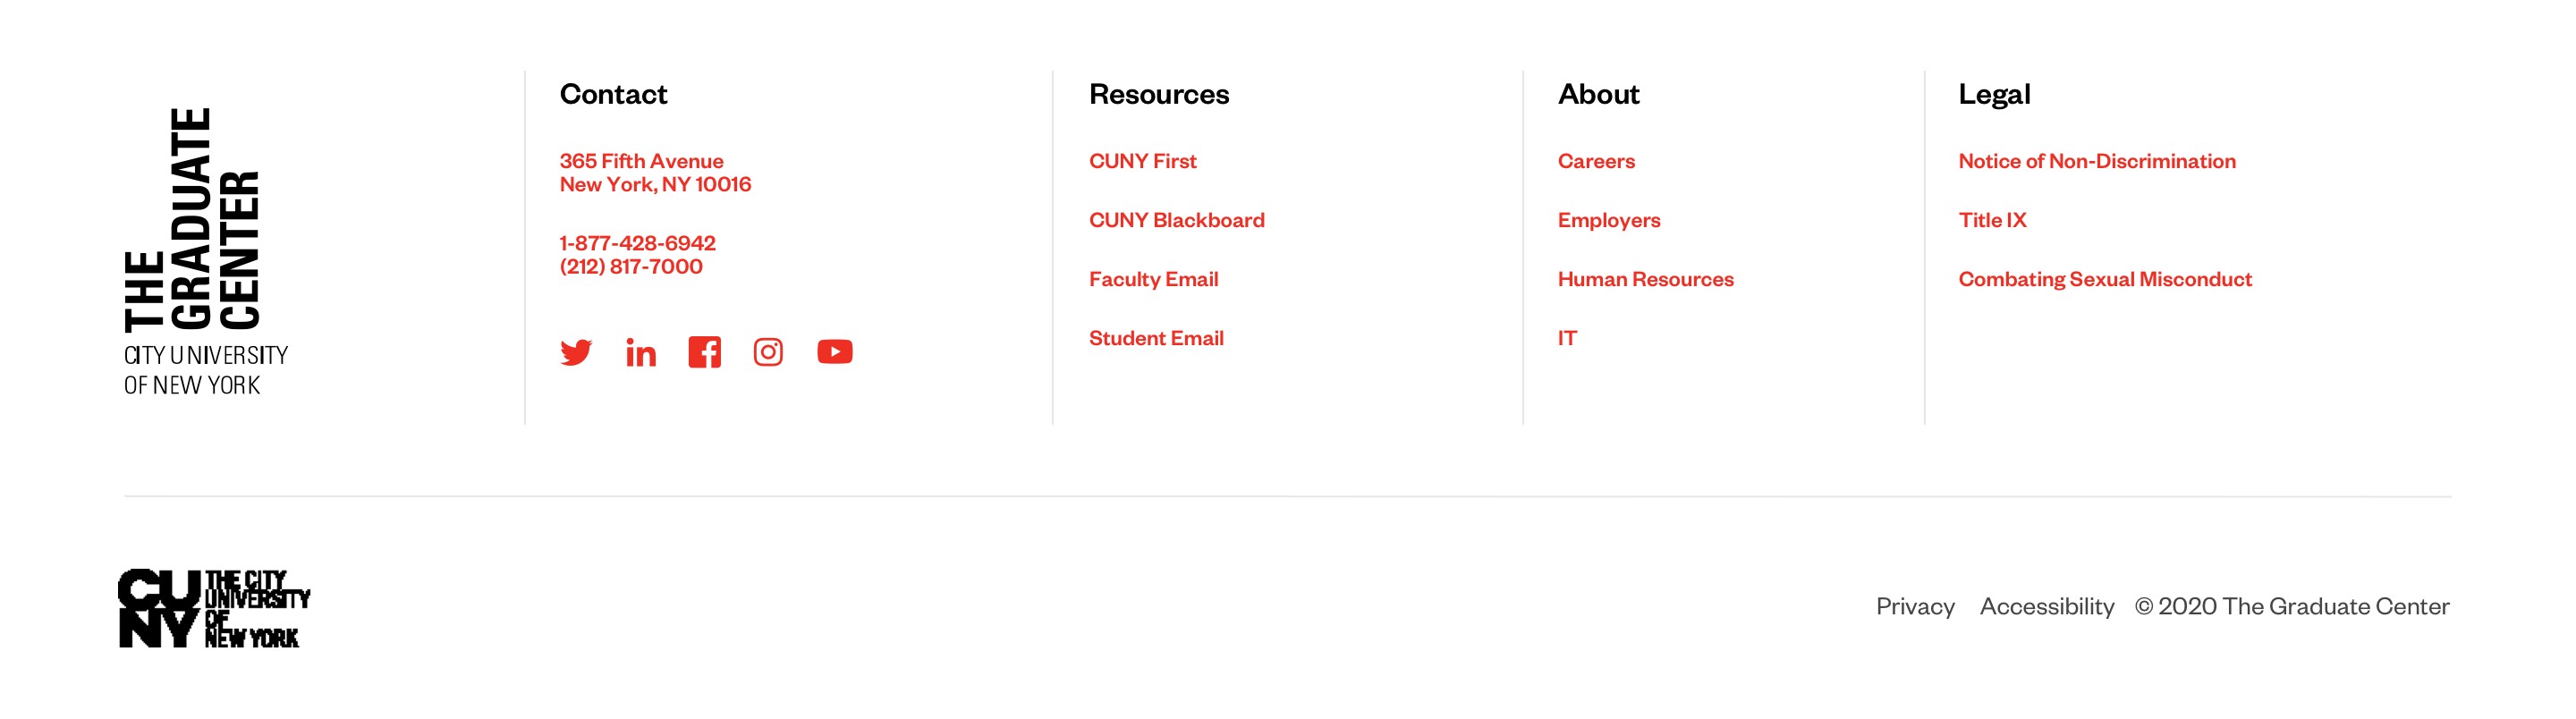 THE
GRADUATE
CENTER
CITY UNIVERSITY
OF NEW YORK
Contact
365 Fifth Avenue
New York, NY 10016
1-877-428-6942
(212) 817-7000
Resources
CUNY First
CUNY Blackboard
Faculty Email
Student Email
About
Careers
Employers
Human Resources
IT
Legal
Notice of Non-Discrimination
Title IX
Combating Sexual Misconduct
CU
NY
THE CITY
UNIVERSITY
OF
NEW YORK
Privacy Accessibility © 2020 The Graduate Center